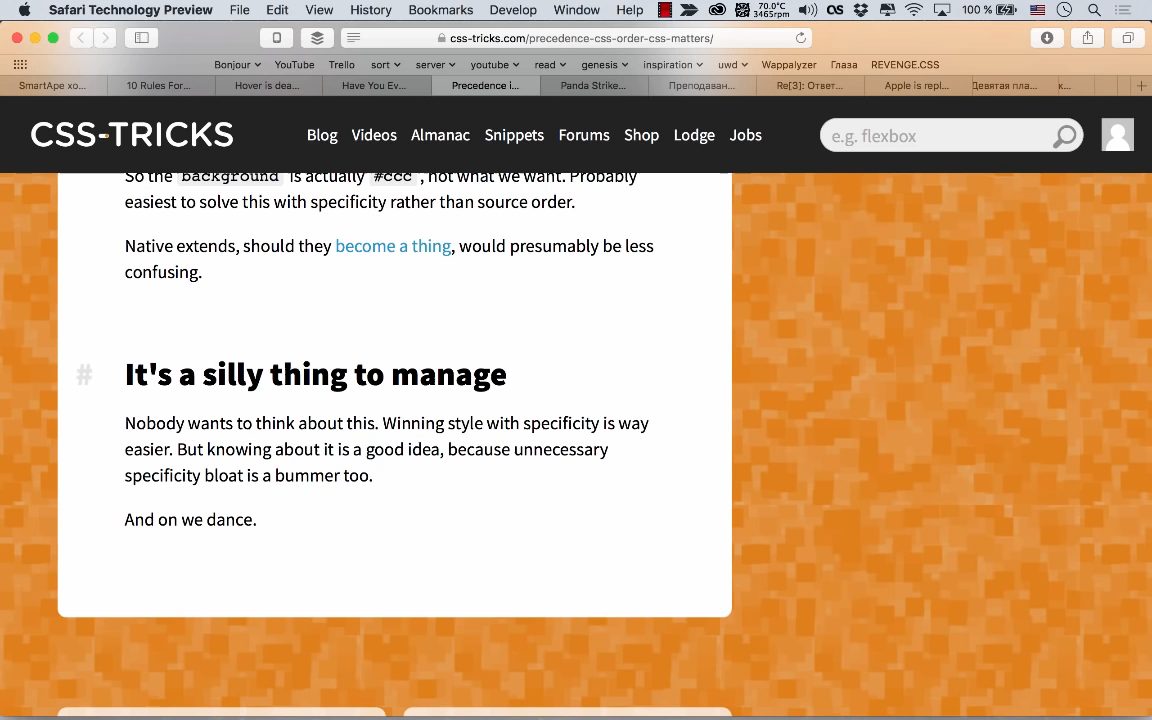 Safari Technology Preview File Edit View History Bookmarks Develop Window Help 70.0°C 3465rpm 100 %
css-tricks.com/precedence-css-order-css-matters/
Bonjour YouTube Trello sort server youtube read genesis inspiration uwd Wappalyzer Глаза REVENGE.CSS
SmartApe хо... 10 Rules For... Hover is dea... Have You Ev... Precedence i... Panda Strike... Преподаван... Re[3]: Ответ... Apple is repl... Девятая пла... к...
CSS-TRICKS Blog Videos Almanac Snippets Forums Shop Lodge Jobs e.g. flexbox
So the background is actually #ccc , not what we want. Probably
easiest to solve this with specificity rather than source order.
Native extends, should they become a thing, would presumably be less
confusing.
# It's a silly thing to manage
Nobody wants to think about this. Winning style with specificity is way
easier. But knowing about it is a good idea, because unnecessary
specificity bloat is a bummer too.
And on we dance.